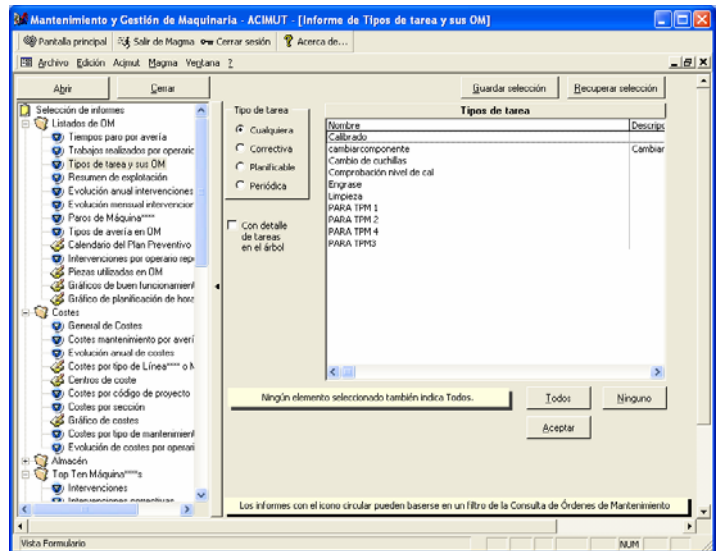 Mantenimiento y Gestión de Maquinaria - ACIMUT - [Informe de Tipos de tarea y sus OM]
Pantalla principal Salir de Magma Cerrar sesión Acerca de...
Archivo Edición Acimut Magma Ventana ?
Abrir Cerrar Guardar selección Recuperar selección
Selección de informes
Listados de OM
Tiempos paro por avería
Trabajos realizados por operario
Tipos de tarea y sus OM
Resumen de explotación
Evolución anual intervenciones
Evolución mensual intervencior
Paros de Máquina****
Tipos de avería en OM
Calendario del Plan Preventivo
Intervenciones por operario repo
Piezas utilizadas en OM
Gráficos de buen funcionamient
Gráfico de planificación de hora
Costes
General de Costes
Costes mantenimiento por averí
Evolución anual de costes
Costes por tipo de Línea**** o M
Centros de coste
Costes por código de proyecto
Costes por sección
Gráfico de costes
Costes por tipo de mantenimient
Evolución de costes por operari
Almacén
Top Ten Máquina****s
Intervenciones
Intervenciones correctivas
Tipo de tarea
Cualquiera
Correctiva
Planificable
Periódica
Con detalle
de tareas
en el árbol
Tipos de tarea
Nombre Descripc
Calibrado
cambiarcomponente Cambiar
Cambio de cuchillas
Comprobación nivel de cal
Engrase
Limpieza
PARA TPM 1
PARA TPM 2
PARA TPM 4
PARA TPM3
Ningún elemento seleccionado también indica Todos.
Todos Ninguno
Aceptar
Los informes con el icono circular pueden baserse en un filtro de la Consulta de Órdenes de Mantenimiento
Vista Formulario NUM